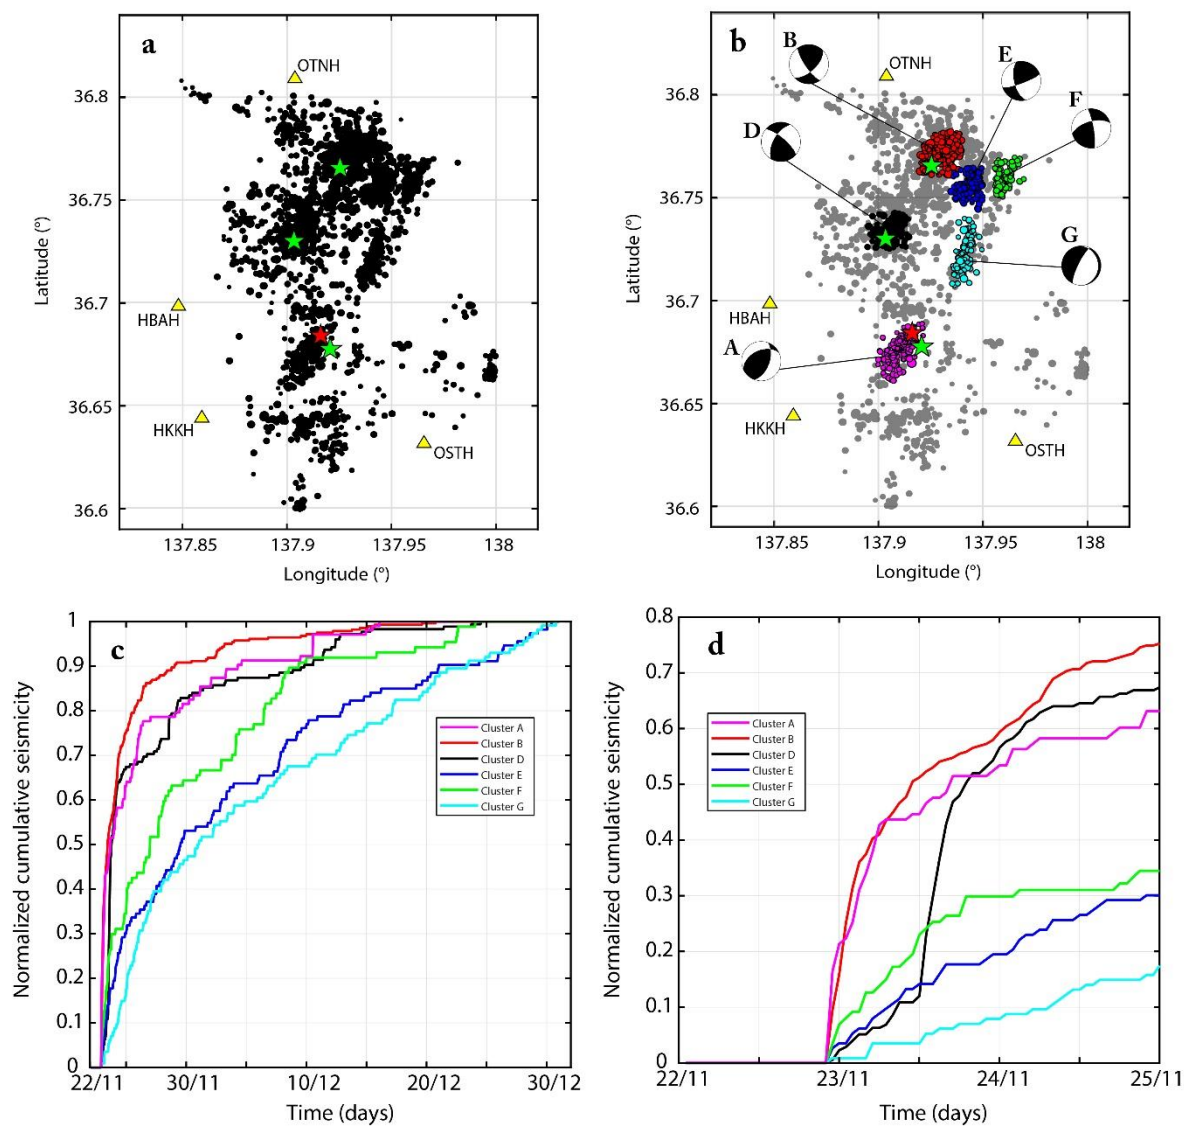 a
OTNH
36.8
36.75
36.7
36.65
36.6
Latitude (°)
HBAH
HKKH
OSTH
137.85
137.9
137.95
138
Longitude (°)
b
B
E
F
D
G
A
OTNH
36.8
36.75
36.7
36.65
36.6
Latitude (°)
HBAH
HKKH
OSTH
137.85
137.9
137.95
138
Longitude (°)
c
1
0.9
0.8
0.7
0.6
0.5
0.4
0.3
0.2
0.1
0
Normalized cumulative seismicity
Cluster A
Cluster B
Cluster D
Cluster E
Cluster F
Cluster G
22/11
30/11
10/12
20/12
30/12
Time (days)
d
0.8
0.7
0.6
0.5
0.4
0.3
0.2
0.1
0
Normalized cumulative seismicity
Cluster A
Cluster B
Cluster D
Cluster E
Cluster F
Cluster G
22/11
23/11
24/11
25/11
Time (days)